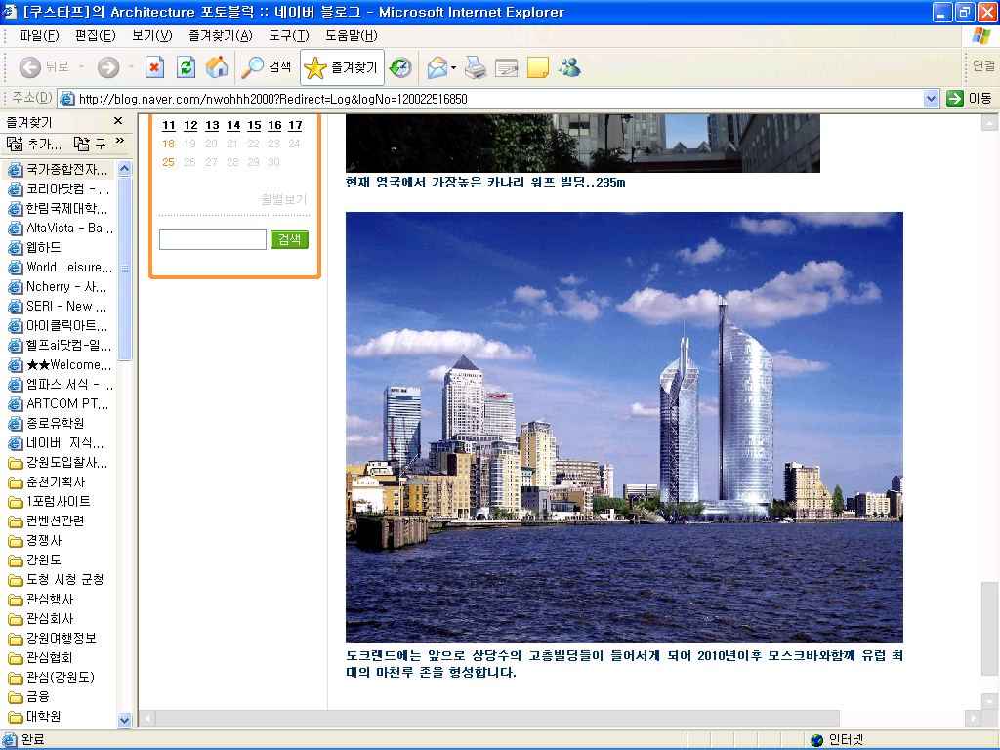 [쿠스타프]의 Architecture 포토블럭 :: 네이버 블로그 - Microsoft Internet Explorer
파일(F) 편집(E) 보기(V) 즐겨찾기(A) 도구(T) 도움말(H)
뒤로 검색 즐겨찾기 연결
주소(D) http://blog.naver.com/nwohhh2000?Redirect=Log&logNo=120022516850 이동
즐겨찾기
추가... 구 »
국가종합전자...
코리아닷컴 - ...
한림국제대학...
AltaVista - Ba...
웹하드
World Leisure...
Ncherry - 사...
SERI - New ...
아이클릭아트...
헬프ai닷컴-일...
★★Welcome...
엠파스 서식 - ...
ARTCOM PT...
종로유학원
네이버 지식...
강원도입찰사...
춘천기획사
1포럼사이트
컨벤션관련
경쟁사
강원도
도청 시청 군청
관심행사
관심회사
강원여행정보
관심협회
관심(강원도)
금융
대학원
11 12 13 14 15 16 17
18 19 20 21 22 23 24
25 26 27 28 29 30
월별보기
검색
현재 영국에서 가장높은 카나리 워프 빌딩..235m
도크랜드에는 앞으로 상당수의 고층빌딩들이 들어서게 되어 2010년이후 모스크바와함께 유럽 최
대의 마천루 존을 형성합니다.
완료 인터넷